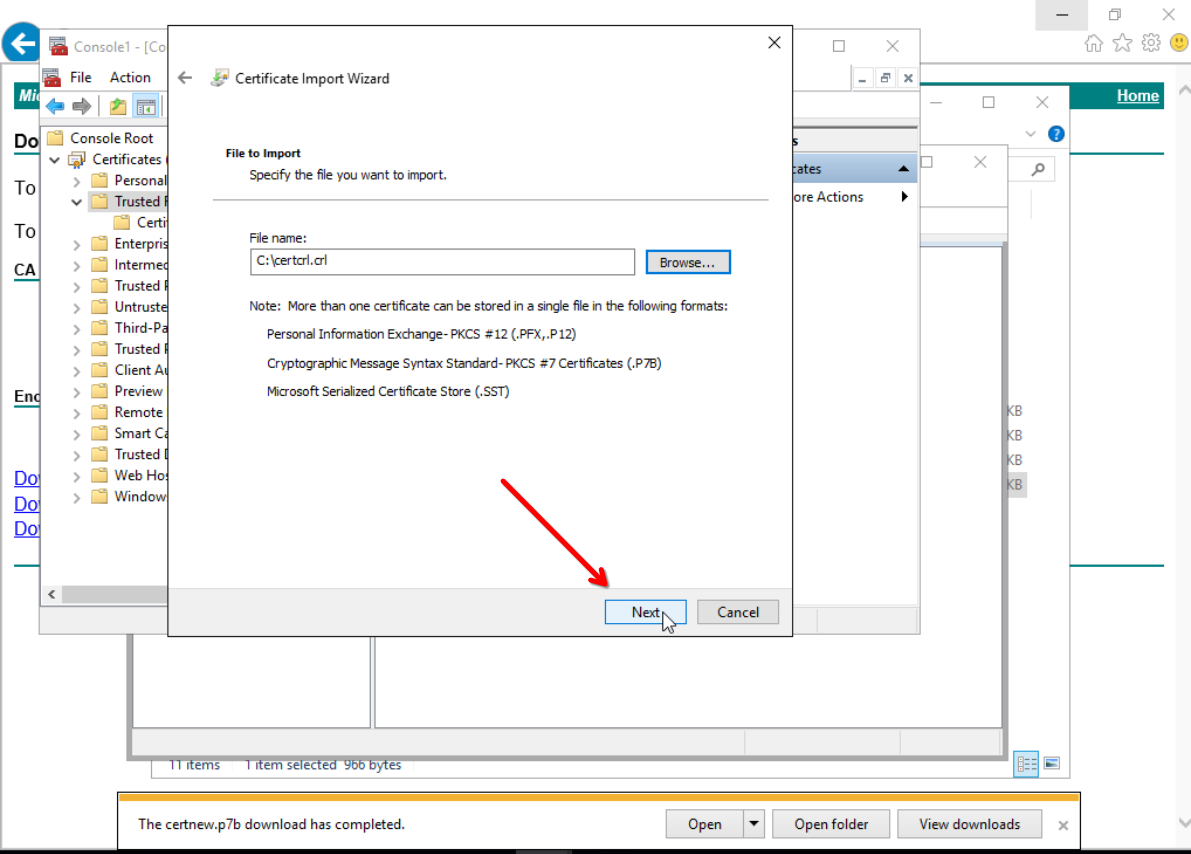 Console1 - [Co
File Action
Certificate Import Wizard
Home
Console Root
Certificates
Personal
Trusted
Certi
Enterpris
Intermed
Trusted
Untruste
Third-Pa
Trusted
Client Au
Preview
Remote
Smart Ca
Trusted
Web Hos
Window
File to Import
Specify the file you want to import.
File name:
C:\certcrl.crl
Browse...
Note: More than one certificate can be stored in a single file in the following formats:
Personal Information Exchange- PKCS #12 (.PFX,.P12)
Cryptographic Message Syntax Standard- PKCS #7 Certificates (.P7B)
Microsoft Serialized Certificate Store (.SST)
Next
Cancel
s
cates
ore Actions
Mic
Do
To
To
CA
Enc
Do
Do
Do
KB
KB
KB
KB
11 items 1 item selected 966 bytes
The certnew.p7b download has completed.
Open
Open folder
View downloads